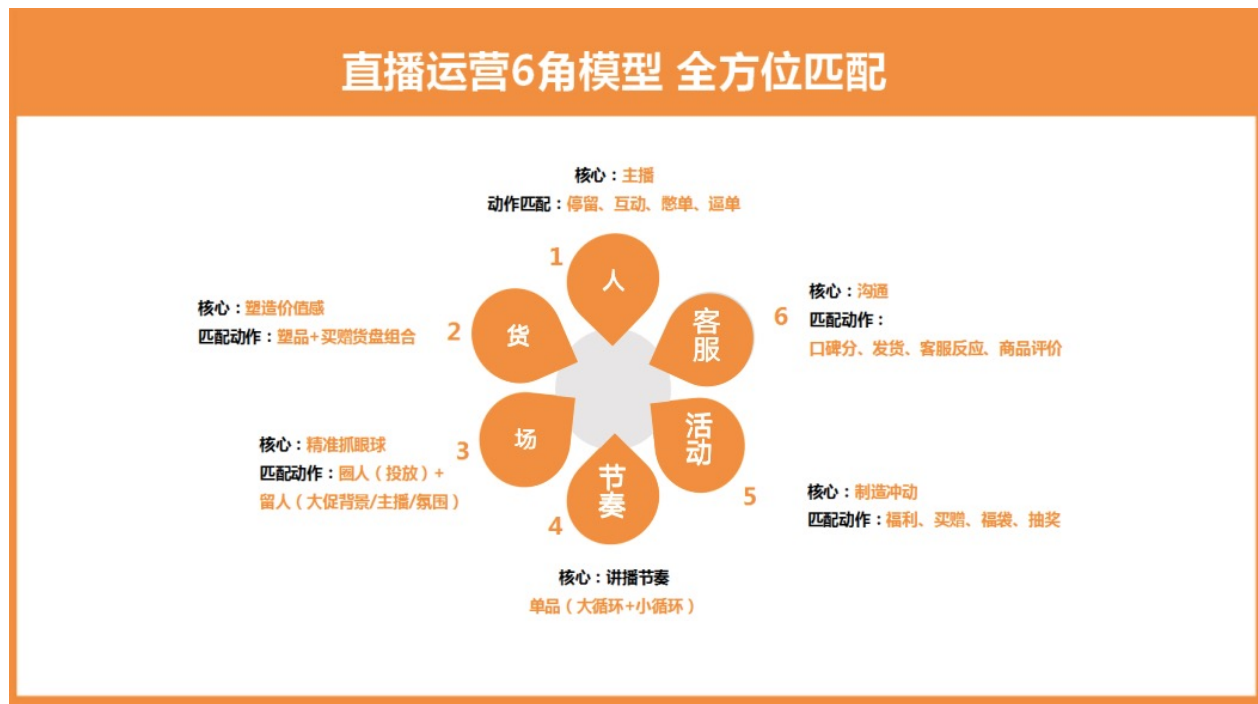 直播运营6角模型 全方位匹配
核心：主播
动作匹配：停留、互动、憋单、逼单
1
人
核心：塑造价值感
匹配动作：塑品+买赠货盘组合
2
货
核心：精准抓眼球
匹配动作：圈人（投放）+
留人（大促背景/主播/氛围）
3
场
4
节奏
核心：讲播节奏
单品（大循环+小循环）
5
活动
核心：制造冲动
匹配动作：福利、买赠、福袋、抽奖
6
客服
核心：沟通
匹配动作：
口碑分、发货、客服反应、商品评价